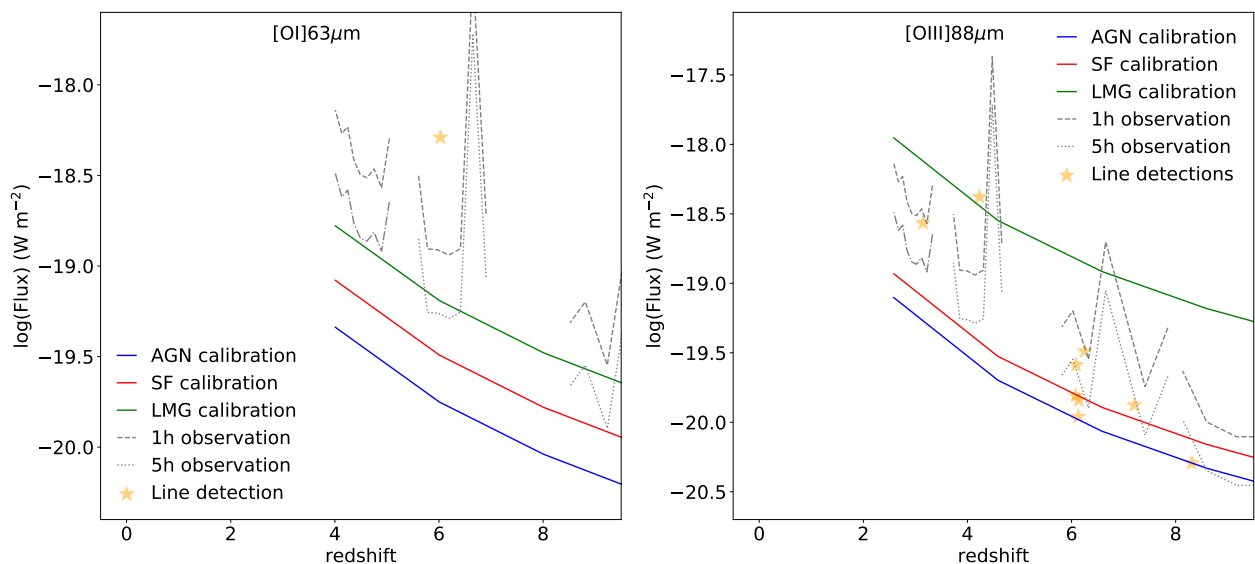 [OI]63μm
log(Flux) (W m−2)
−18.0
−18.5
−19.0
−19.5
−20.0
AGN calibration
SF calibration
LMG calibration
1h observation
5h observation
Line detection
0 2 4 6 8
redshift
[OIII]88μm
log(Flux) (W m−2)
−17.5
−18.0
−18.5
−19.0
−19.5
−20.0
−20.5
AGN calibration
SF calibration
LMG calibration
1h observation
5h observation
Line detections
0 2 4 6 8
redshift